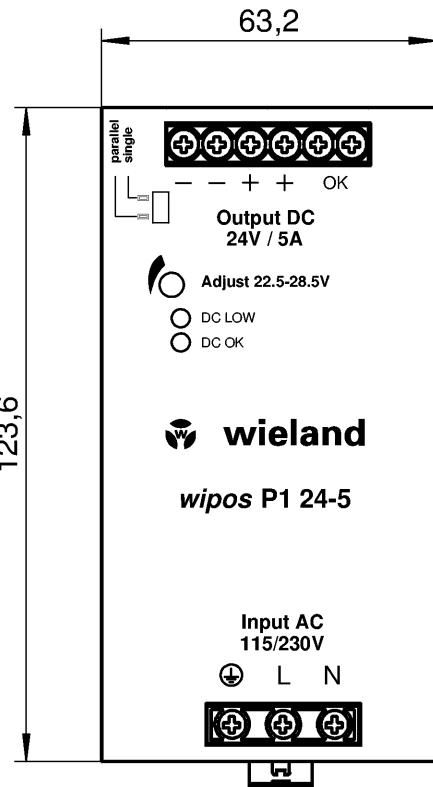 63,2
123,6
parallel
single
− − + + OK
Output DC
24V / 5A
Adjust 22.5-28.5V
DC LOW
DC OK
W
wieland
wipos P1 24-5
Input AC
115/230V
L N